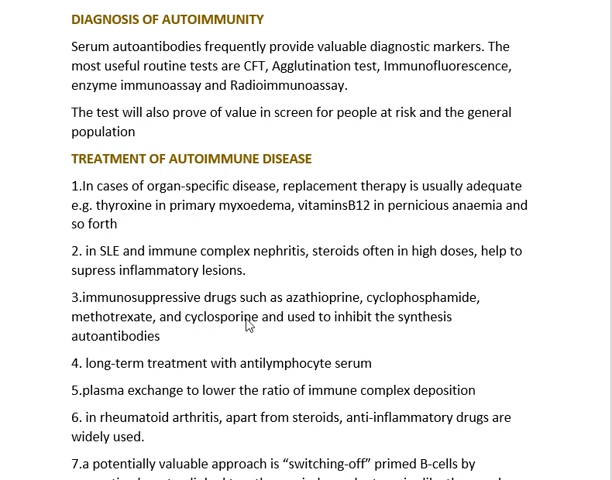 DIAGNOSIS OF AUTOIMMUNITY
Serum autoantibodies frequently provide valuable diagnostic markers. The
most useful routine tests are CFT, Agglutination test, Immunofluorescence,
enzyme immunoassay and Radioimmunoassay.
The test will also prove of value in screen for people at risk and the general
population
TREATMENT OF AUTOIMMUNE DISEASE
1.In cases of organ-specific disease, replacement therapy is usually adequate
e.g. thyroxine in primary myxoedema, vitaminsB12 in pernicious anaemia and
so forth
2. in SLE and immune complex nephritis, steroids often in high doses, help to
supress inflammatory lesions.
3.immunosuppressive drugs such as azathioprine, cyclophosphamide,
methotrexate, and cyclosporine and used to inhibit the synthesis
autoantibodies
4. long-term treatment with antilymphocyte serum
5.plasma exchange to lower the ratio of immune complex deposition
6. in rheumatoid arthritis, apart from steroids, anti-inflammatory drugs are
widely used.
7.a potentially valuable approach is “switching-off” primed B-cells by